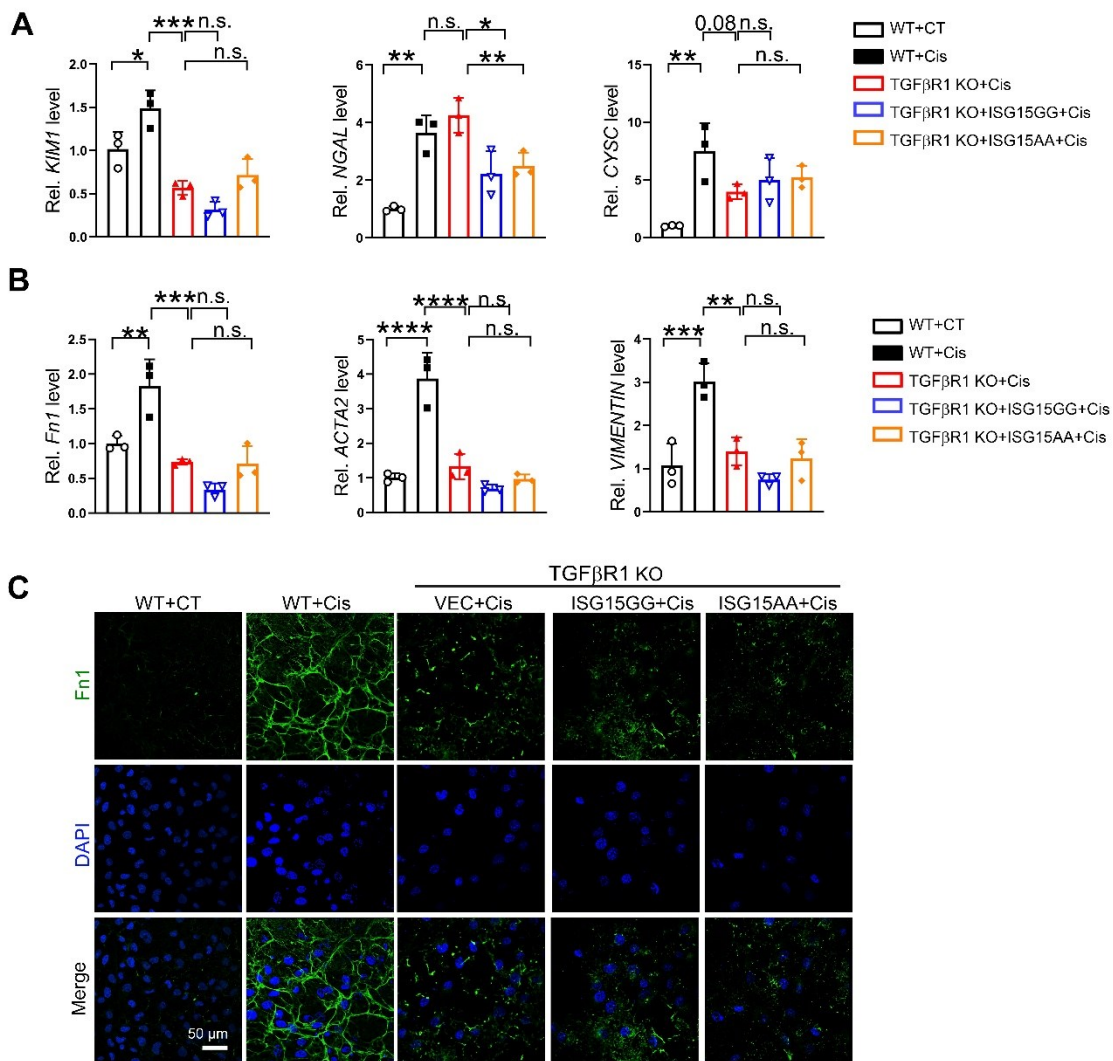 A
*** n.s.
*
n.s.
Rel. KIM1 level
2.0
1.5
1.0
0.5
0.0
n.s. *
** **
Rel. NGAL level
6
4
2
0
0.08 n.s.
**
n.s.
Rel. CYSC level
15
10
5
0
WT+CT
WT+Cis
TGFβR1 KO+Cis
TGFβR1 KO+ISG15GG+Cis
TGFβR1 KO+ISG15AA+Cis
B
*** n.s.
** n.s.
Rel. Fn1 level
2.5
2.0
1.5
1.0
0.5
0.0
**** n.s.
**** n.s.
Rel. ACTA2 level
5
4
3
2
1
0
** n.s.
*** n.s.
Rel. VIMENTIN level
4
3
2
1
0
WT+CT
WT+Cis
TGFβR1 KO+Cis
TGFβR1 KO+ISG15GG+Cis
TGFβR1 KO+ISG15AA+Cis
C
TGFβR1 KO
WT+CT WT+Cis VEC+Cis ISG15GG+Cis ISG15AA+Cis
Fn1
DAPI
Merge
50 µm